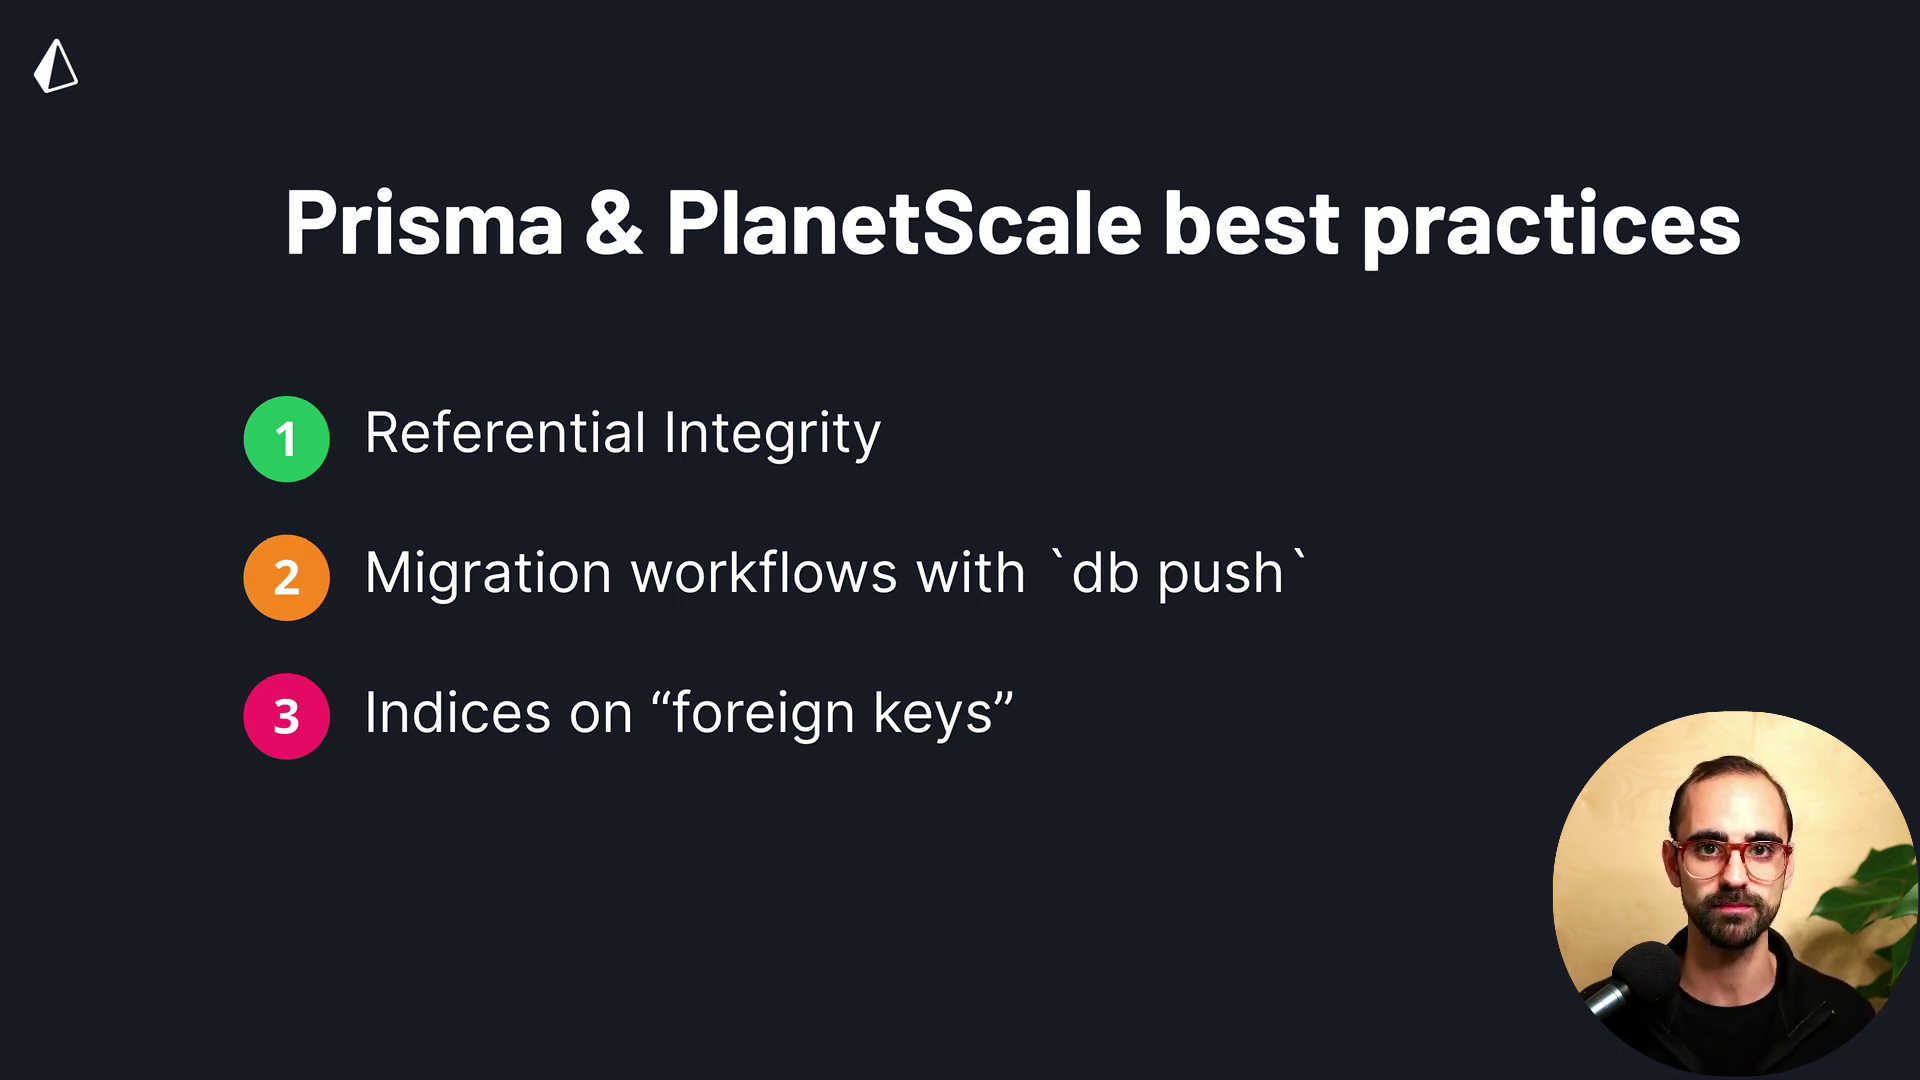 Prisma & PlanetScale best practices
1 Referential Integrity
2 Migration workflows with `db push`
3 Indices on “foreign keys”